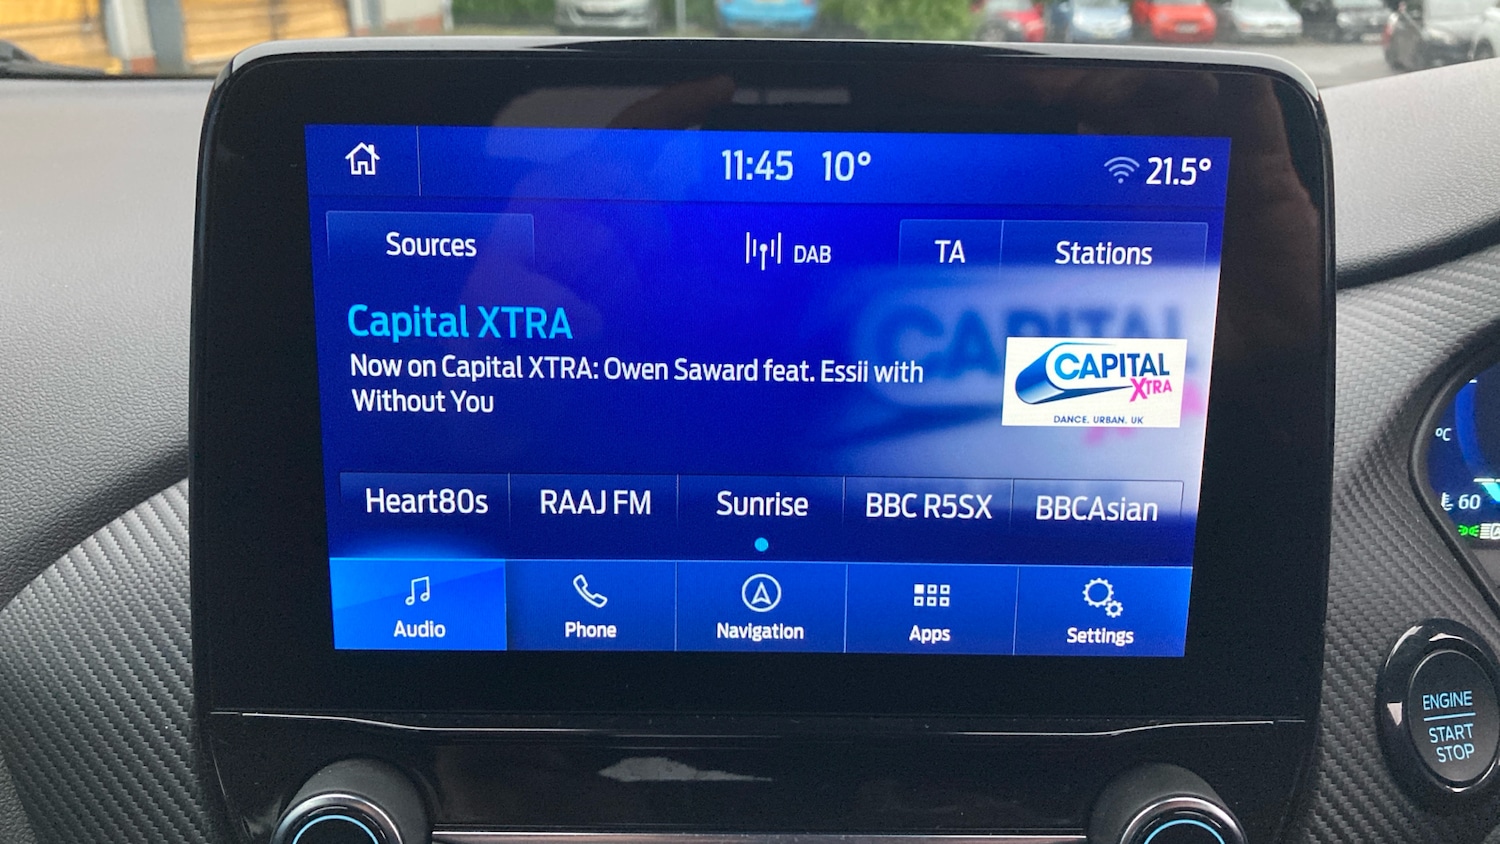 11:45 10° 21.5°
Sources DAB TA Stations
Capital XTRA
Now on Capital XTRA: Owen Saward feat. Essii with
Without You
CAPITAL
XTRA
DANCE. URBAN. UK
Heart80s RAAJ FM Sunrise BBC R5SX BBCAsian
Audio Phone Navigation Apps Settings
°C
60
ENGINE
START
STOP